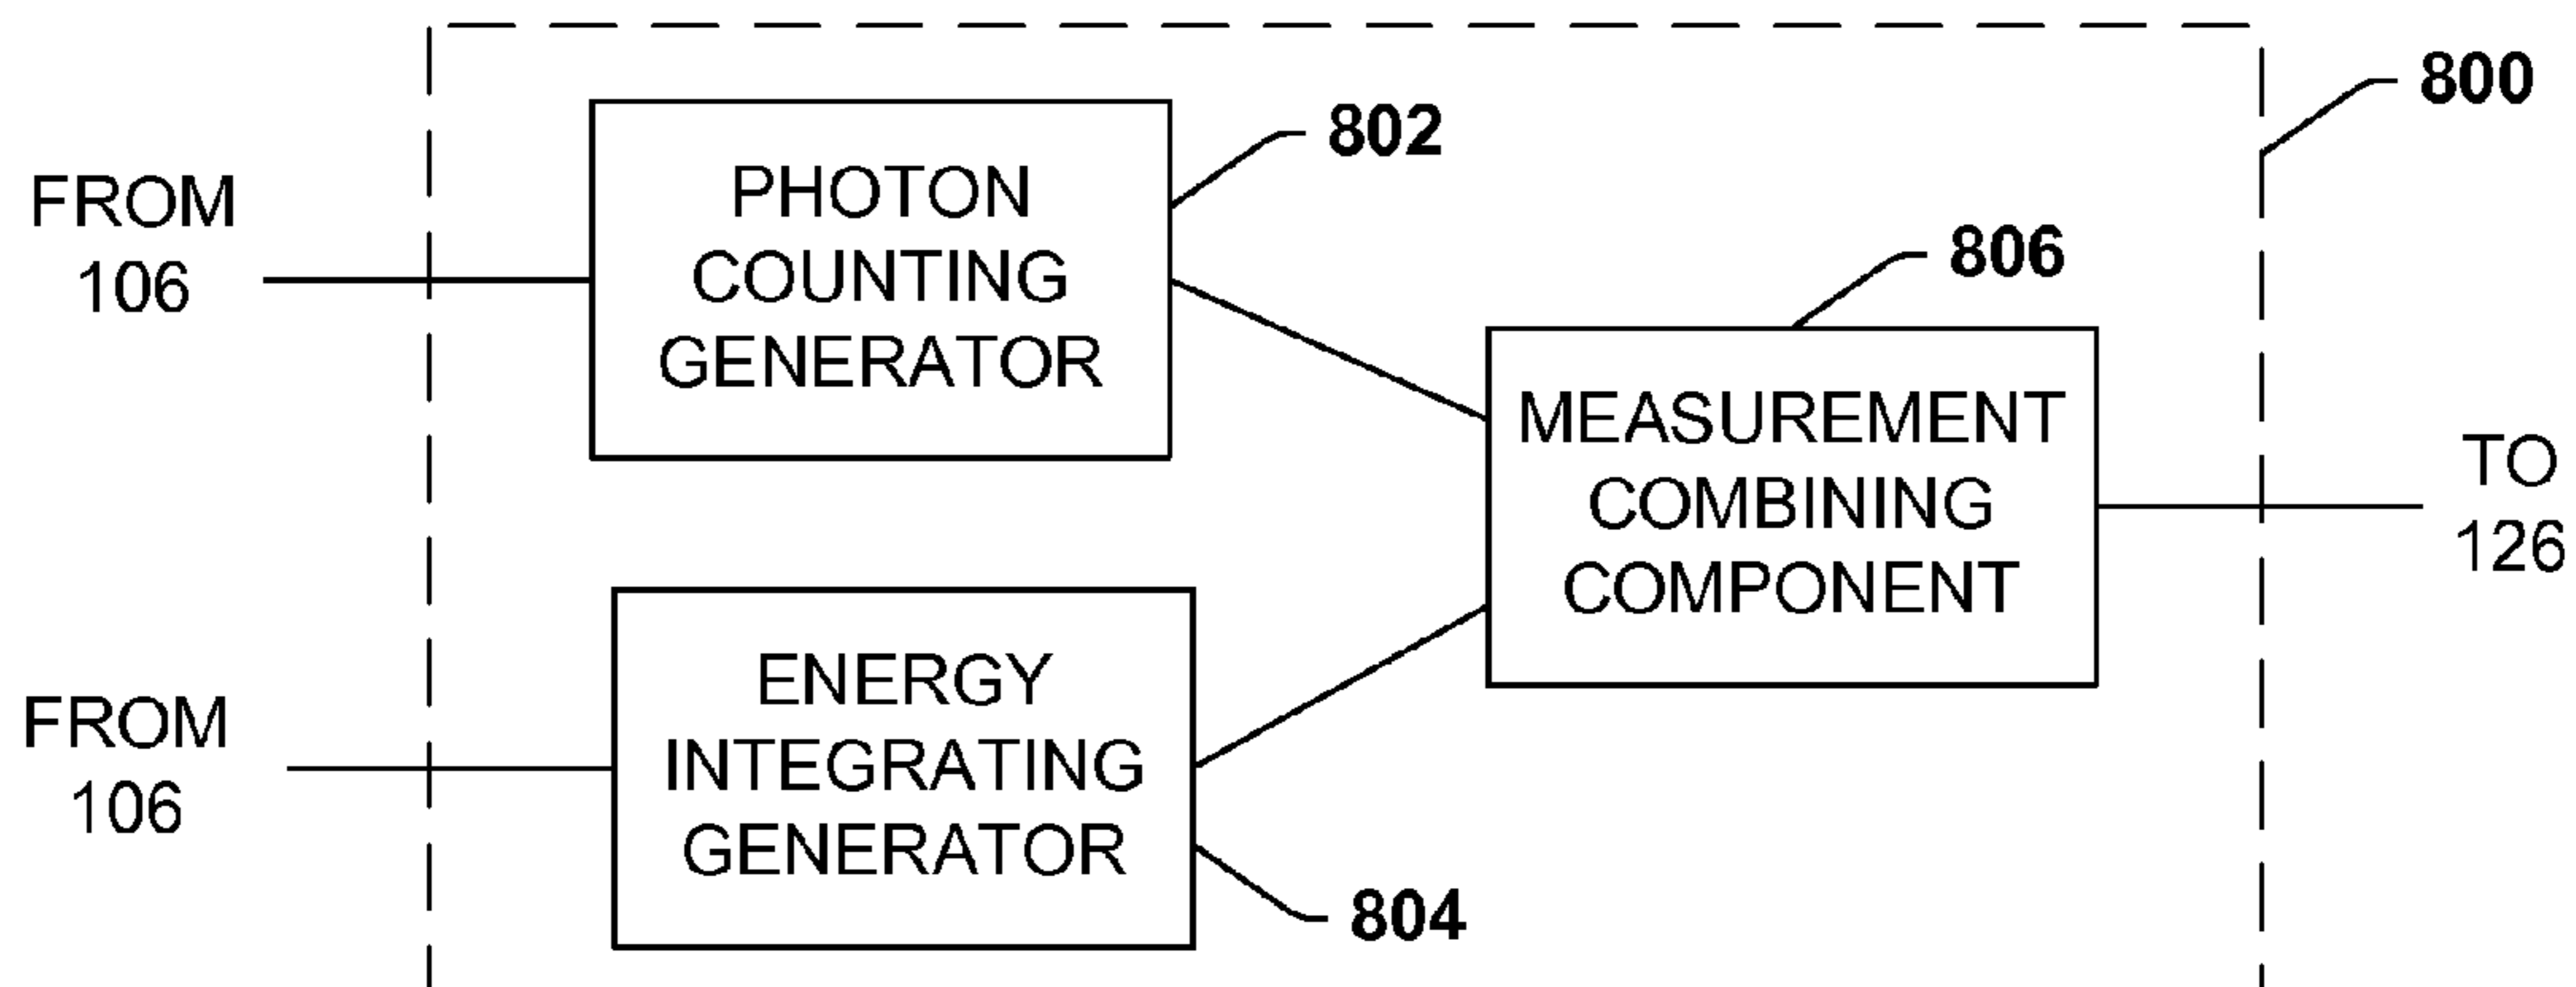 800
802
PHOTON
COUNTING
GENERATOR
FROM
106
806
MEASUREMENT
COMBINING
COMPONENT
TO
126
ENERGY
INTEGRATING
GENERATOR
FROM
106
804